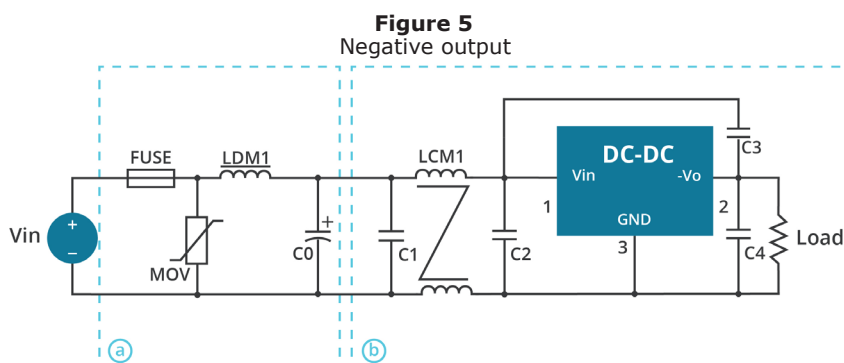 Figure 5
Negative output
FUSE
LDM1
LCM1
C3
DC-DC
Vin
-Vo
1
2
GND
3
Vin
+
−
MOV
+
C0
C1
C2
C4
Load
a
b